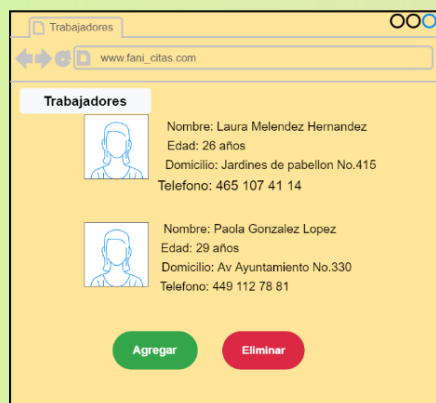 Trabajadores
www.fani_citas.com
Trabajadores
Nombre: Laura Melendez Hernandez
Edad: 26 años
Domicilio: Jardines de pabellon No.415
Telefono: 465 107 41 14
Nombre: Paola Gonzalez Lopez
Edad: 29 años
Domicilio: Av Ayuntamiento No.330
Telefono: 449 112 78 81
Agregar
Eliminar